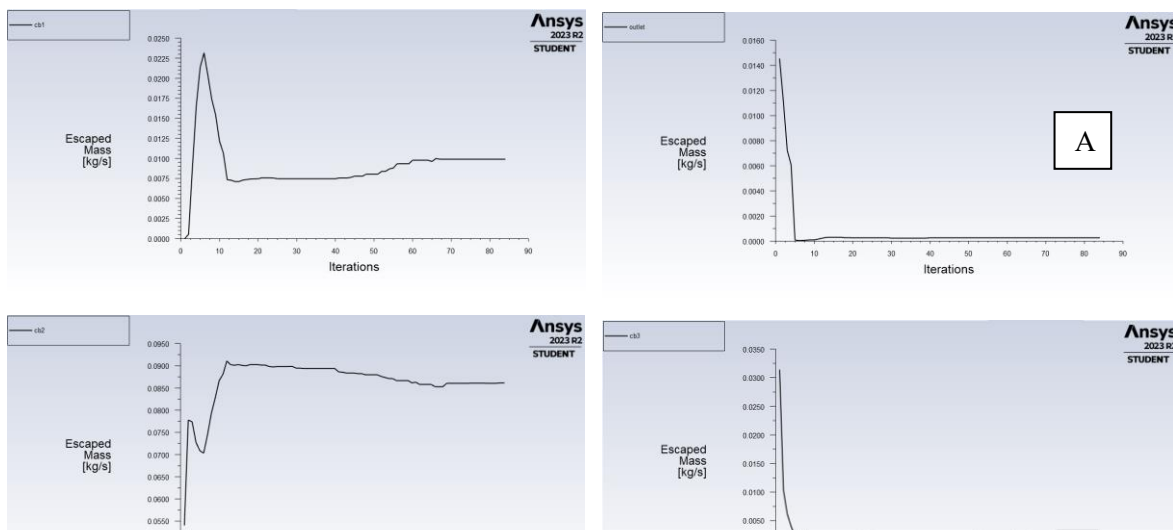 cb1
Ansys
2023 R2
STUDENT
0.0250
0.0225
0.0200
0.0175
0.0150
0.0125
0.0100
0.0075
0.0050
0.0025
0.0000
Escaped
Mass
[kg/s]
0 10 20 30 40 50 60 70 80 90
Iterations
outlet
Ansys
2023 R2
STUDENT
0.0160
0.0140
0.0120
0.0100
0.0080
0.0060
0.0040
0.0020
0.0000
Escaped
Mass
[kg/s]
A
0 10 20 30 40 50 60 70 80 90
Iterations
cb2
Ansys
2023 R2
STUDENT
0.0950
0.0900
0.0850
0.0800
0.0750
0.0700
0.0650
0.0600
0.0550
Escaped
Mass
[kg/s]
cb3
Ansys
2023 R2
STUDENT
0.0350
0.0300
0.0250
0.0200
0.0150
0.0100
0.0050
Escaped
Mass
[kg/s]